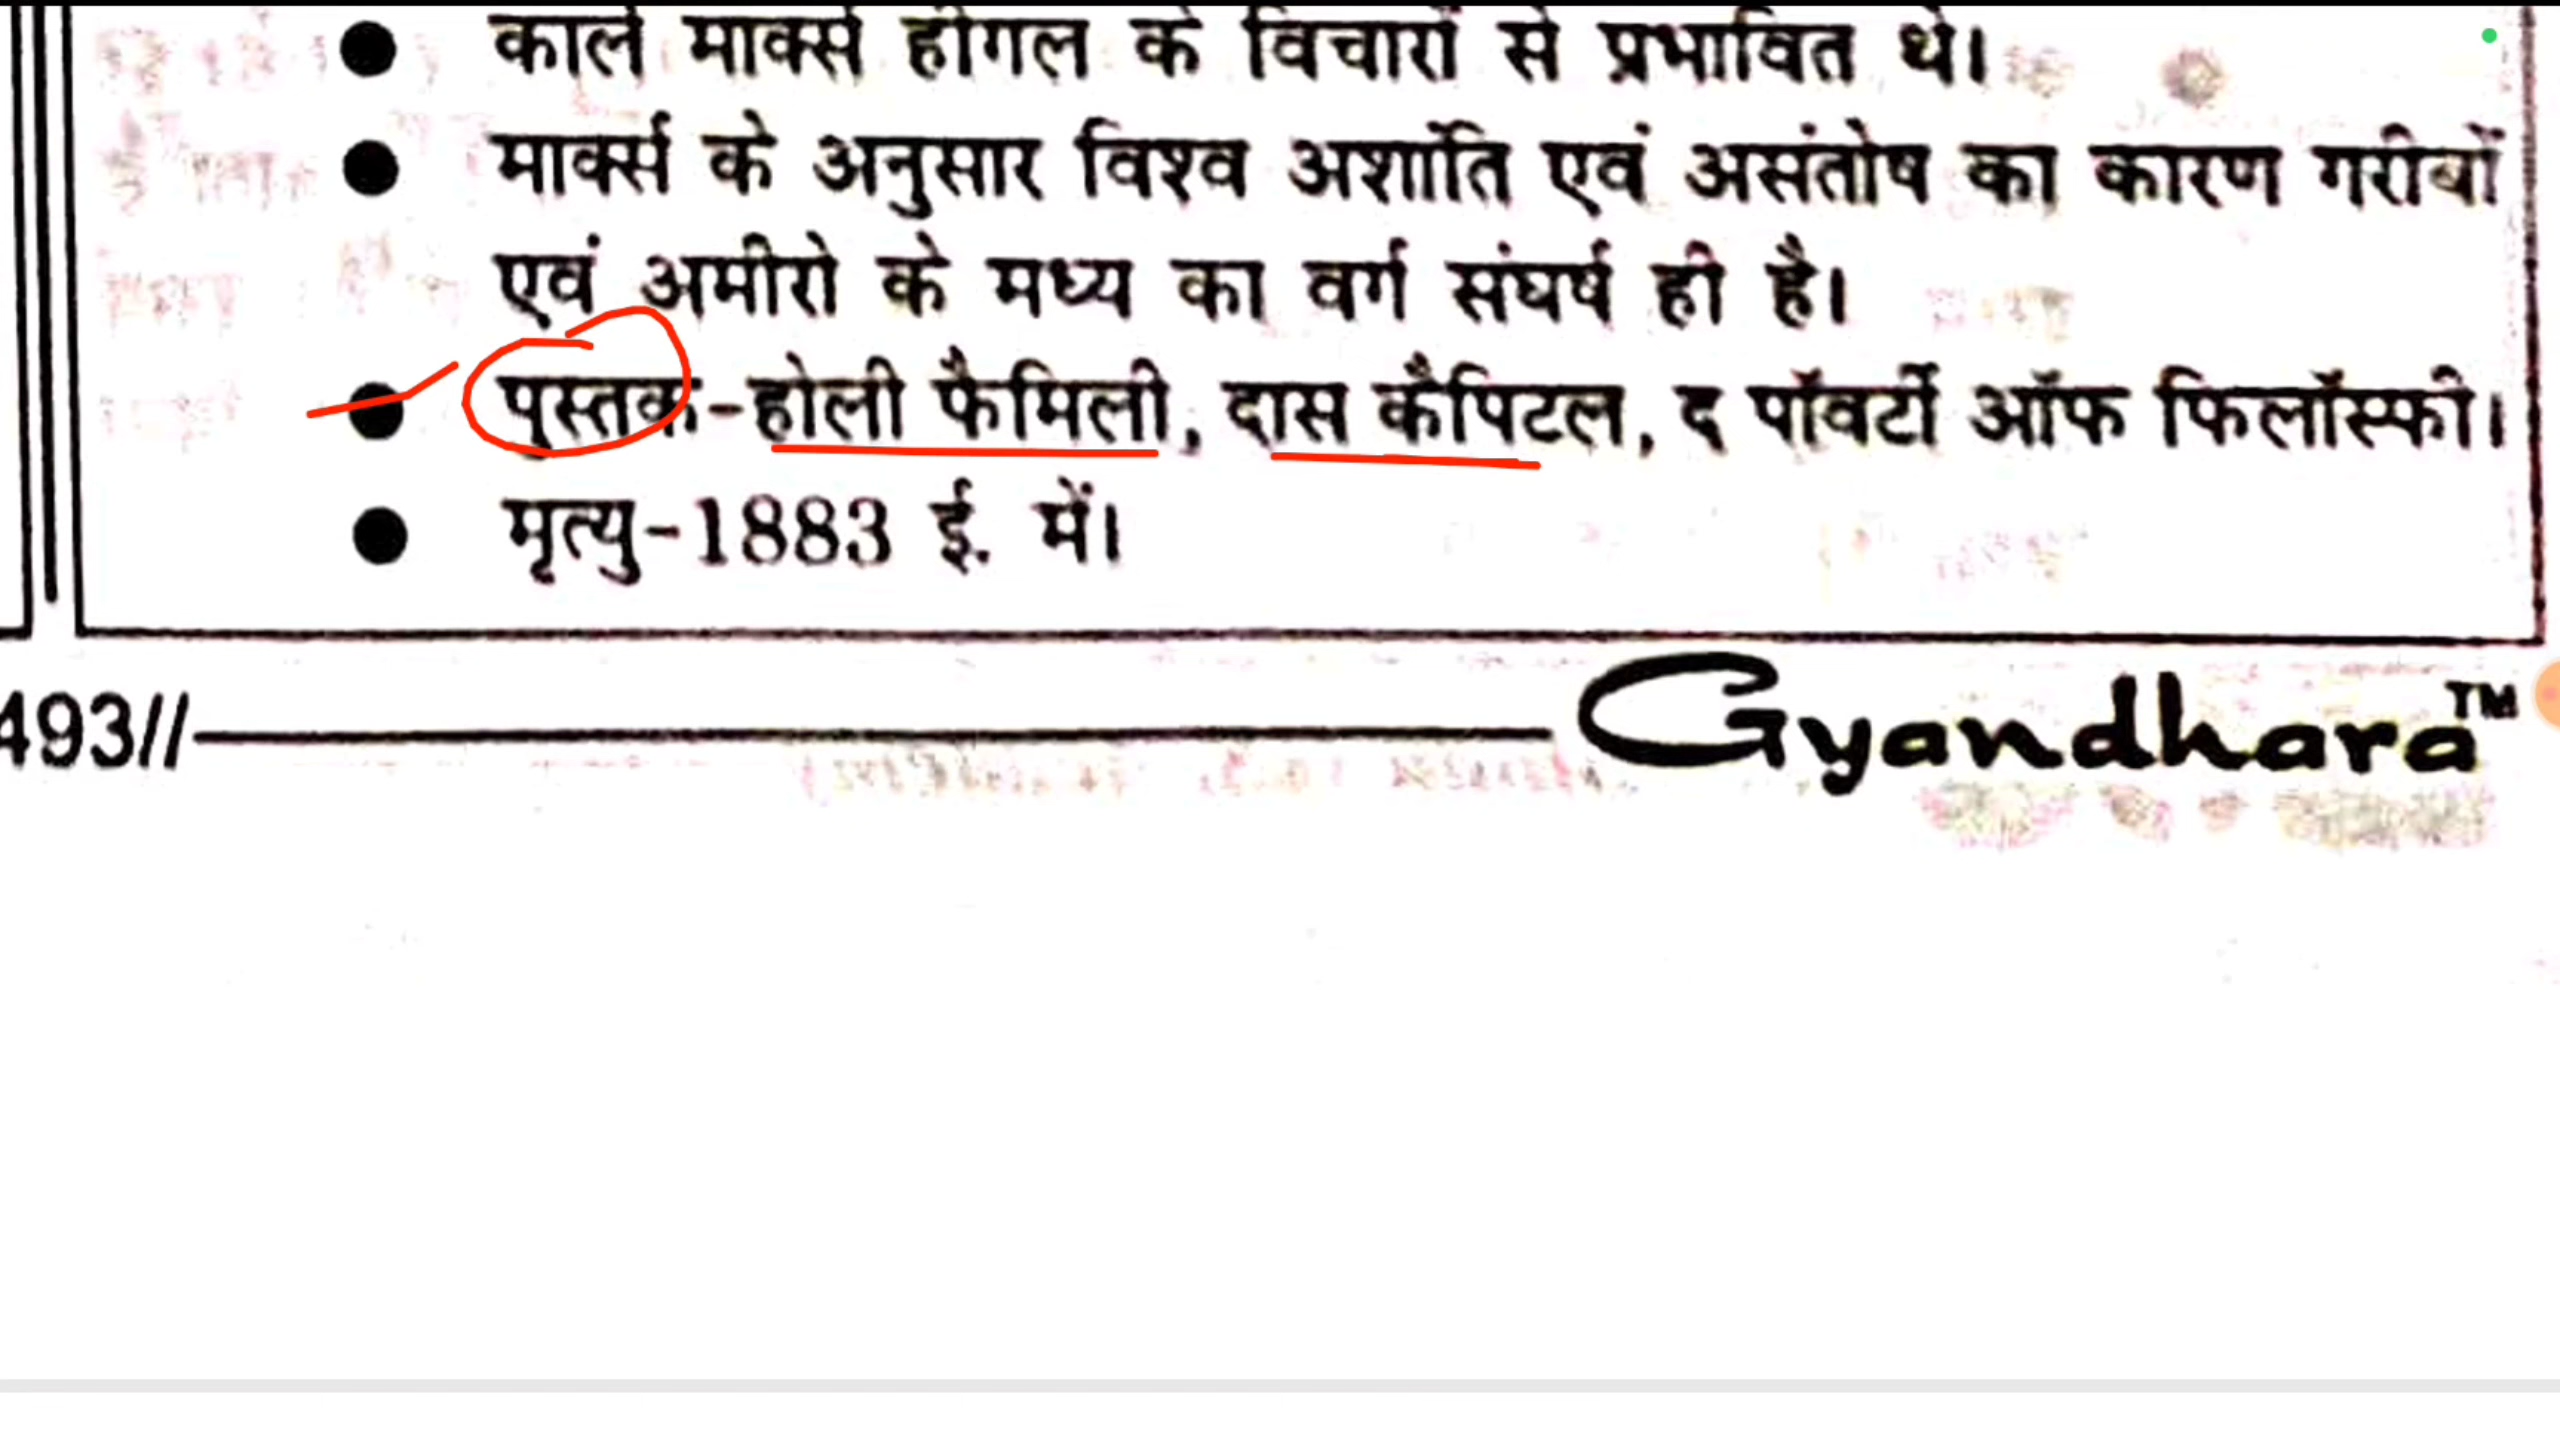 कार्ल मार्क्स हीगल के विचारों से प्रभावित थे।
मार्क्स के अनुसार विश्व अशांति एवं असंतोष का कारण गरीबों
एवं अमीरो के मध्य का वर्ग संघर्ष ही है।
पुस्तक-होली फैमिली, दास कैपिटल, द पॉवर्टी ऑफ फिलॉस्फी।
मृत्यु-1883 ई. में।
493//
Gyandhara™